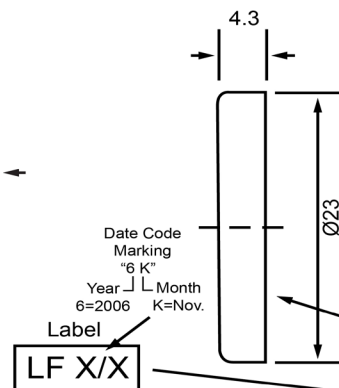 4.3
Ø23
Date Code
Marking
“6 K”
Year Month
6=2006 K=Nov.
Label
LF X/X